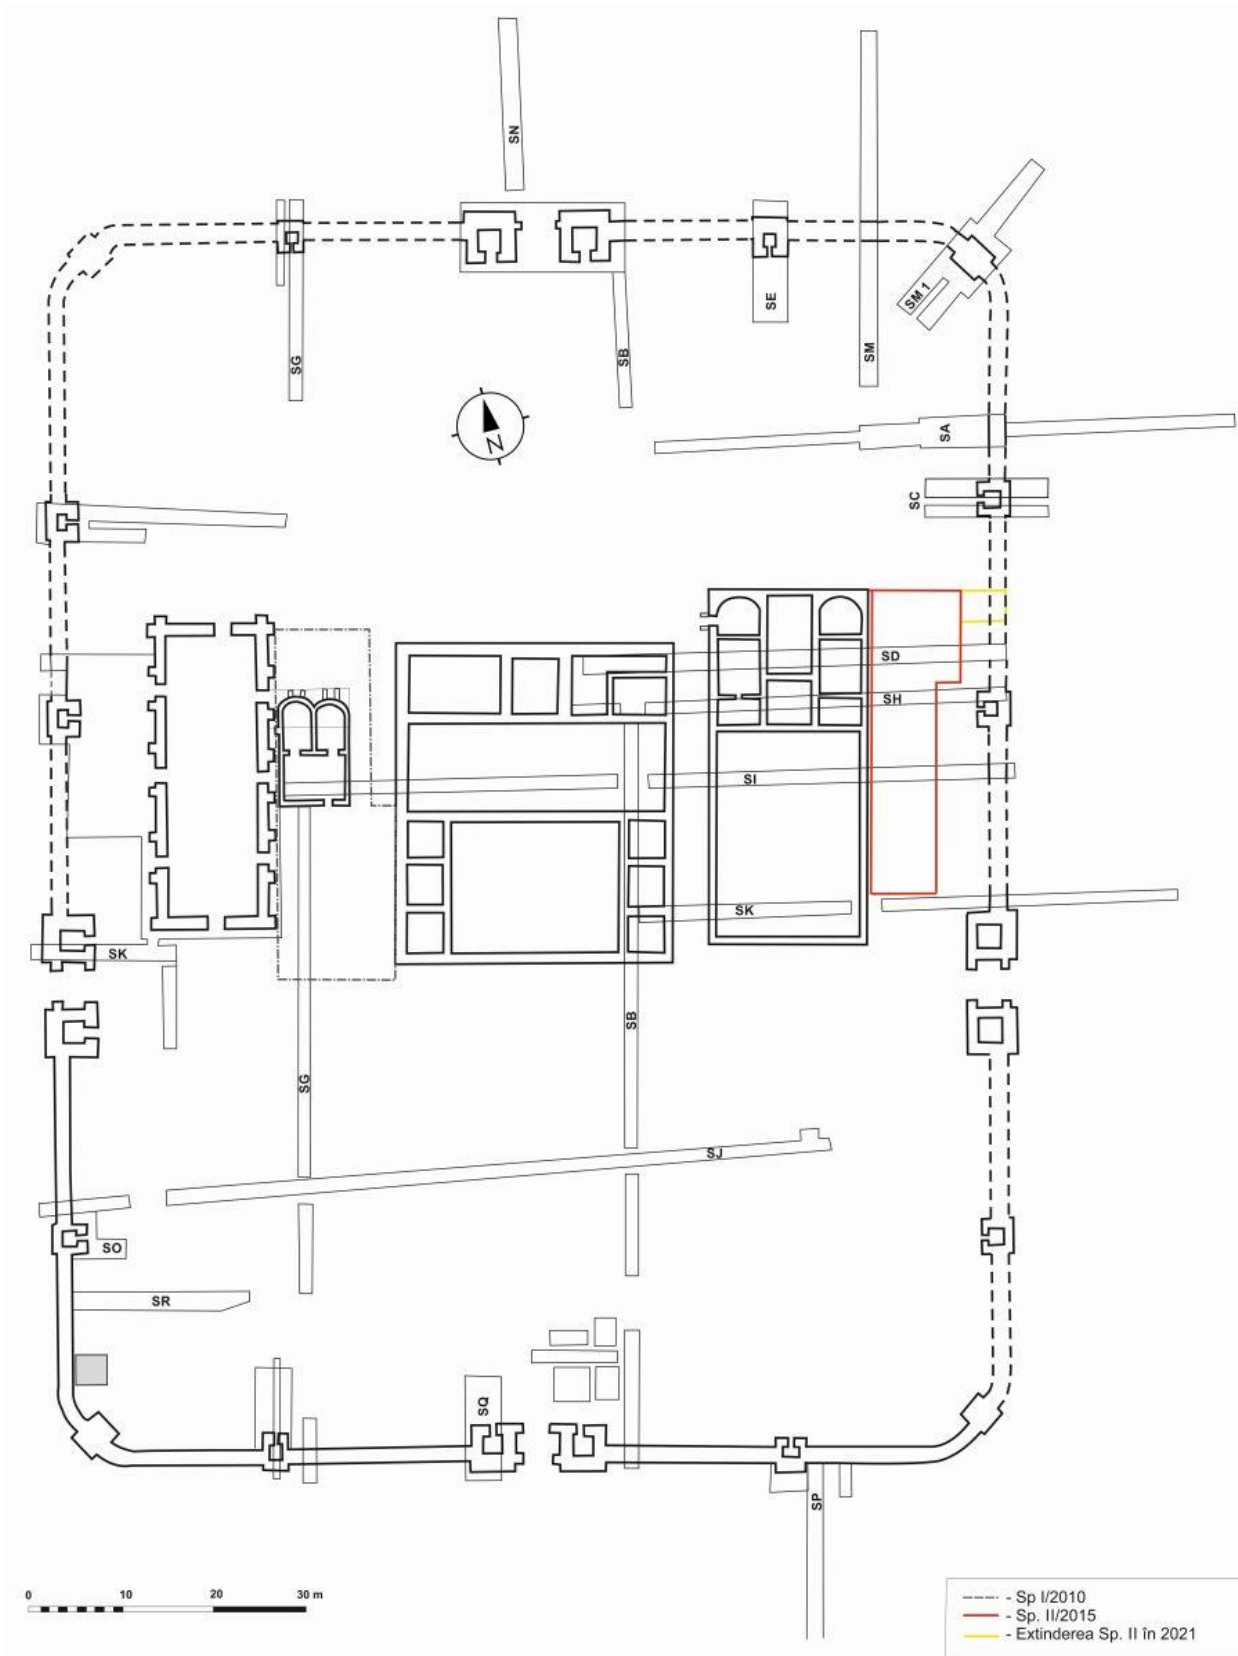 SN
SM 1
SE
SG
SB
SM
SA
N
SC
SD
SH
SI
SK
SK
SB
SG
SJ
SO
SR
SQ
SP
0 10 20 30 m
- Sp I/2010
- Sp. II/2015
- Extinderea Sp. II în 2021